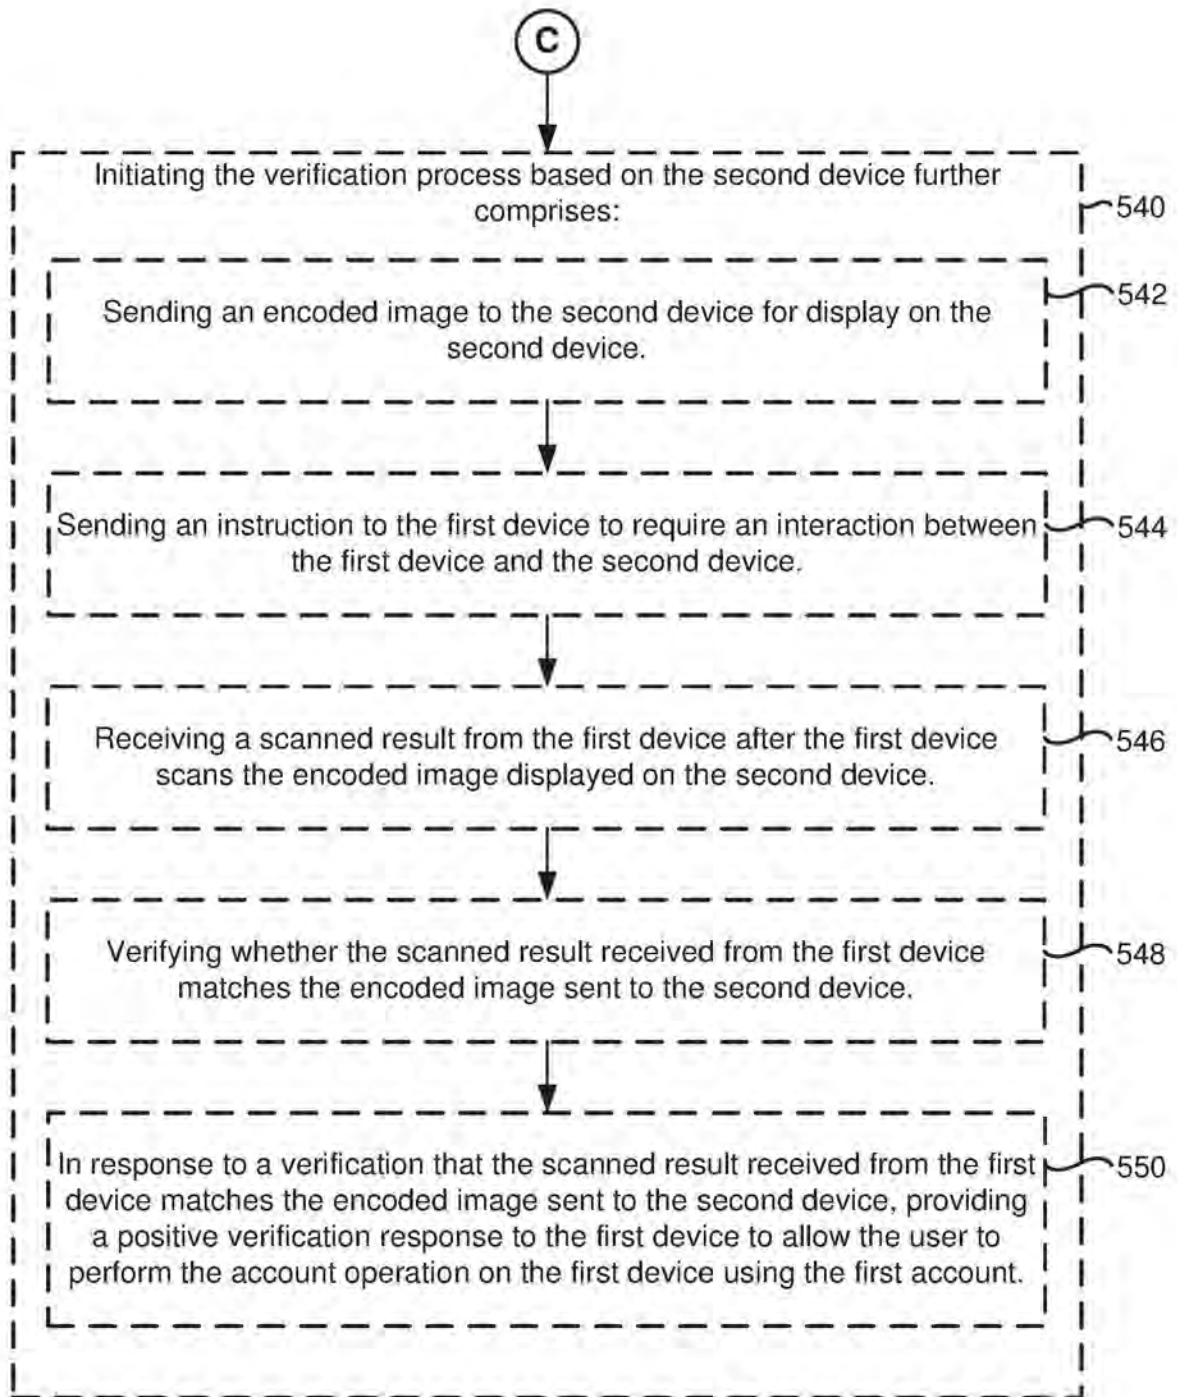 C
Initiating the verification process based on the second device further
comprises:
540
542
Sending an encoded image to the second device for display on the
second device.
Sending an instruction to the first device to require an interaction between
the first device and the second device.
544
Receiving a scanned result from the first device after the first device
scans the encoded image displayed on the second device.
546
Verifying whether the scanned result received from the first device
matches the encoded image sent to the second device.
548
In response to a verification that the scanned result received from the first
device matches the encoded image sent to the second device, providing
a positive verification response to the first device to allow the user to
perform the account operation on the first device using the first account.
550